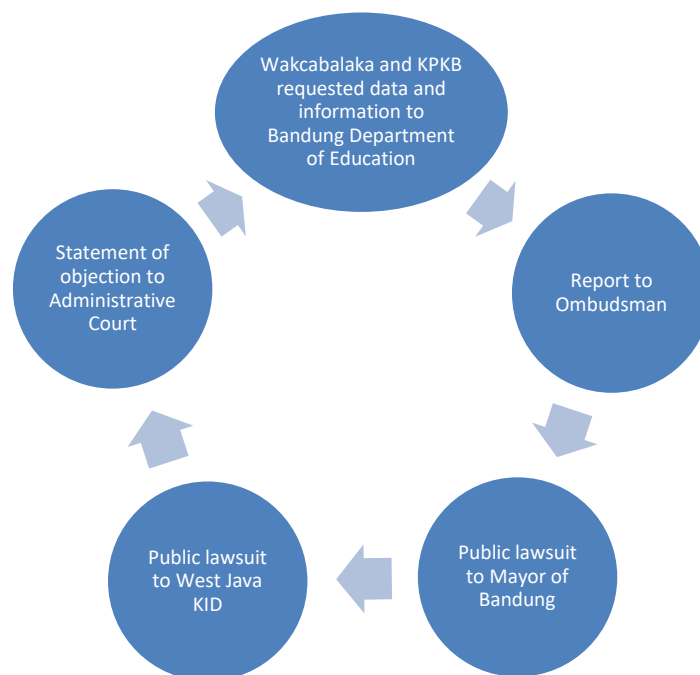 Wakcabalaka and KPKB
requested data and
information to
Bandung Department
of Education
Report to
Ombudsman
Public lawsuit
to Mayor of
Bandung
Public lawsuit
to West Java
KID
Statement of
objection to
Administrative
Court